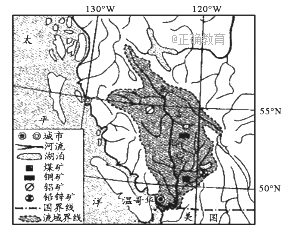 130°W
120°W
@正确教育
太
平
洋
55°N
50°N
城市
河流
湖泊
煤矿
铜矿
铝矿
铅锌矿
国界线
流域界线
温哥华
美 国